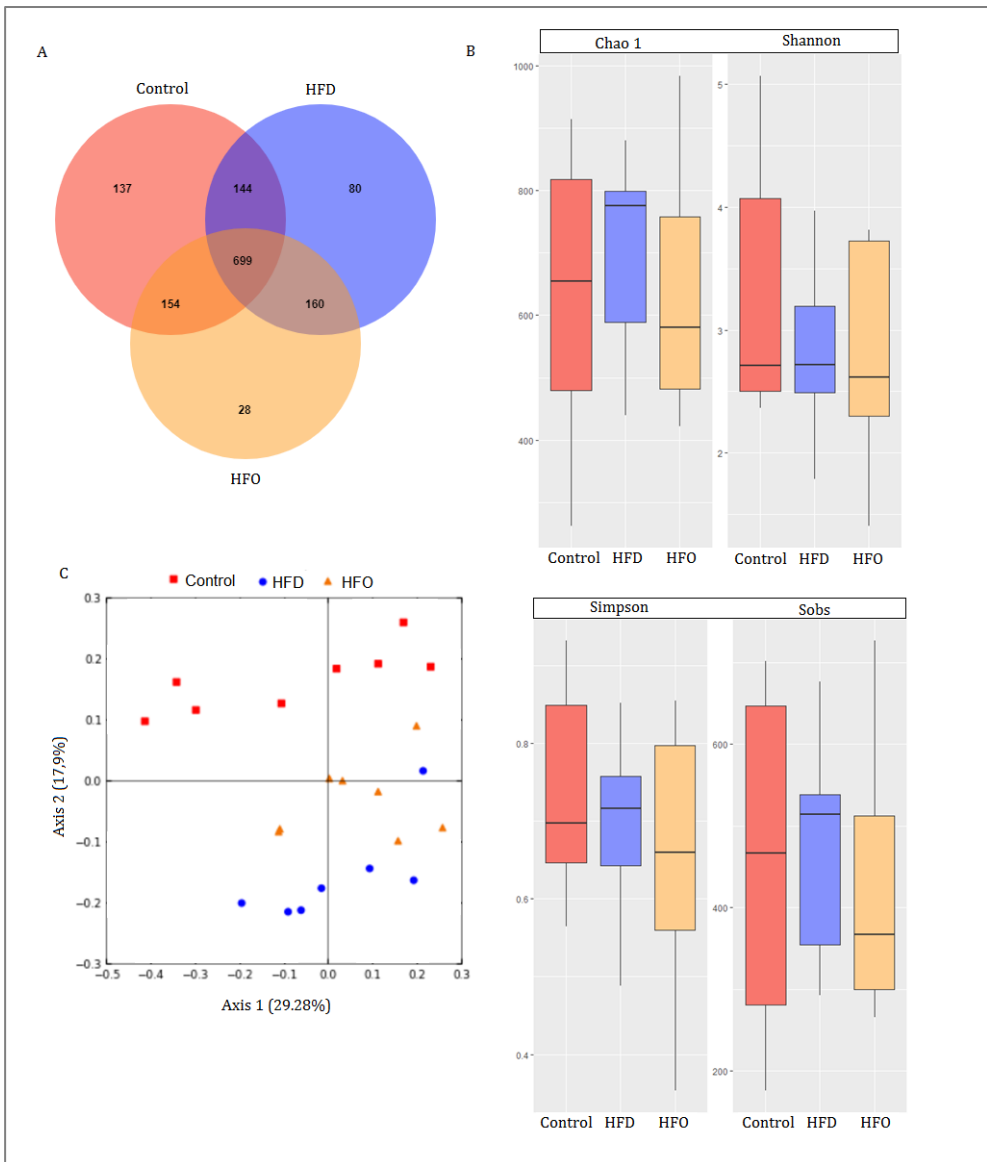 A
Control
HFD
137
144
80
699
154
160
28
HFO
B
Chao 1
Shannon
1000
800
600
400
5
4
3
2
Control
HFD
HFO
Control
HFD
HFO
C
Control
HFD
HFO
0.3
0.2
0.1
0.0
−0.1
−0.2
−0.3
−0.5
−0.4
−0.3
−0.2
−0.1
0.0
0.1
0.2
0.3
Axis 2 (17,9%)
Axis 1 (29.28%)
Simpson
Sobs
0.8
0.6
0.4
600
400
200
Control
HFD
HFO
Control
HFD
HFO